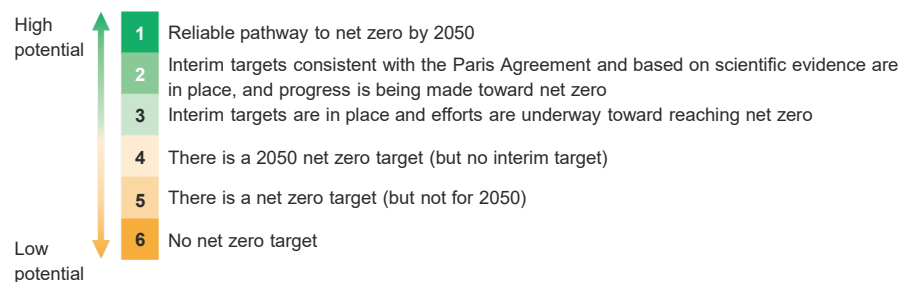 High
potential
1 Reliable pathway to net zero by 2050
2 Interim targets consistent with the Paris Agreement and based on scientific evidence are
in place, and progress is being made toward net zero
3 Interim targets are in place and efforts are underway toward reaching net zero
4 There is a 2050 net zero target (but no interim target)
5 There is a net zero target (but not for 2050)
6 No net zero target
Low
potential